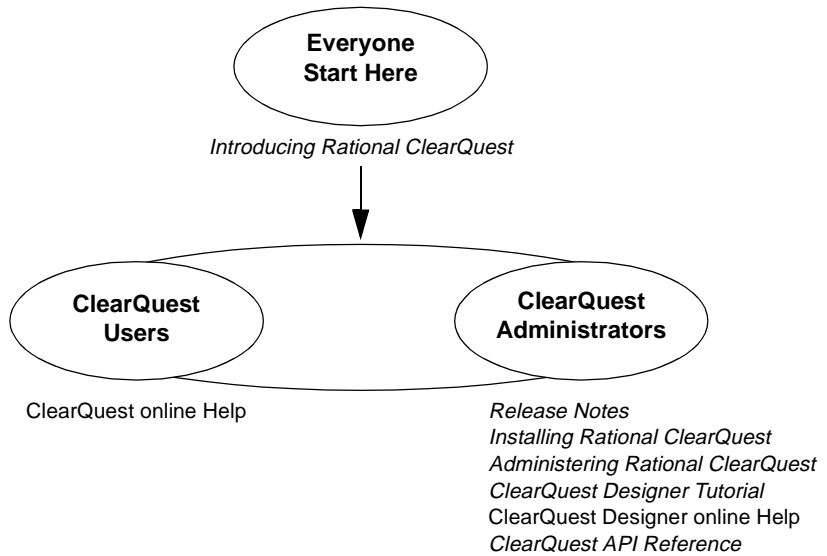 Everyone
Start Here
Introducing Rational ClearQuest
ClearQuest
Users
ClearQuest
Administrators
ClearQuest online Help
Release Notes
Installing Rational ClearQuest
Administering Rational ClearQuest
ClearQuest Designer Tutorial
ClearQuest Designer online Help
ClearQuest API Reference